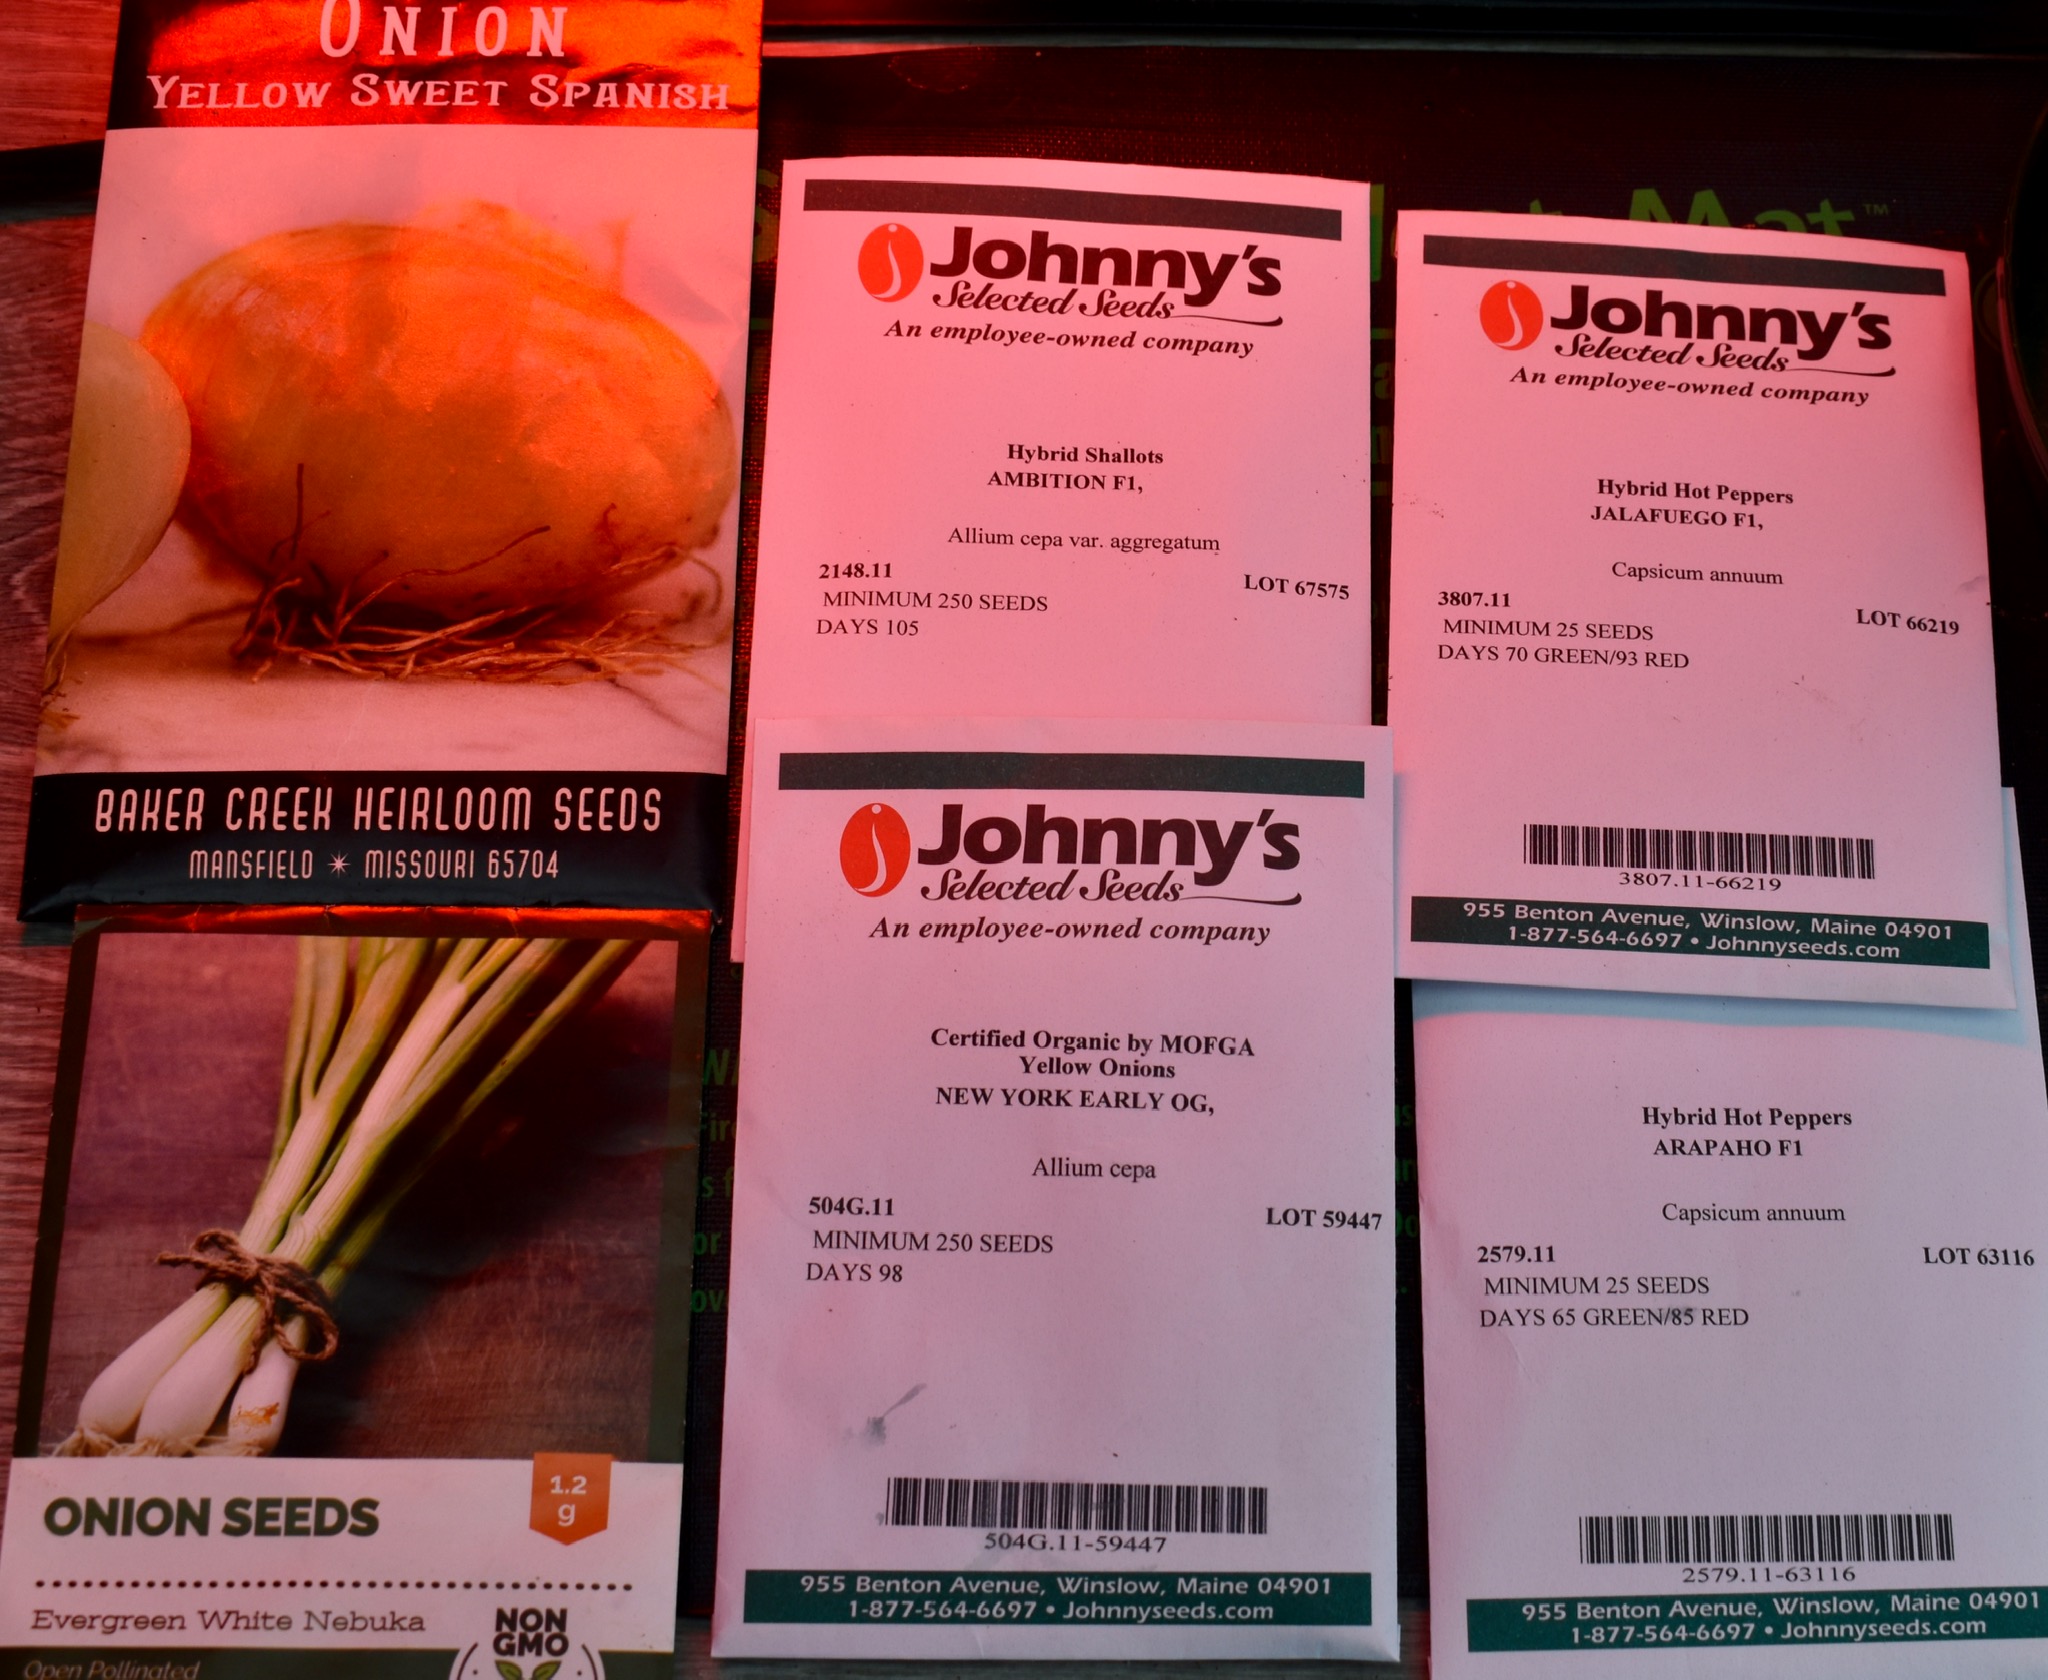 ONION
YELLOW SWEET SPANISH
BAKER CREEK HEIRLOOM SEEDS
MANSFIELD * MISSOURI 65704
ONION SEEDS
1.2
g
Evergreen White Nebuka
NON
GMO
Open Pollinated
Johnny's
Selected Seeds
An employee-owned company
Hybrid Shallots
AMBITION F1,
Allium cepa var. aggregatum
2148.11
LOT 67575
MINIMUM 250 SEEDS
DAYS 105
Johnny's
Selected Seeds
An employee-owned company
Certified Organic by MOFGA
Yellow Onions
NEW YORK EARLY OG,
Allium cepa
504G.11
LOT 59447
MINIMUM 250 SEEDS
DAYS 98
504G.11-59447
955 Benton Avenue, Winslow, Maine 04901
1-877-564-6697 • Johnnyseeds.com
Mat™
Johnny's
Selected Seeds
An employee-owned company
Hybrid Hot Peppers
JALAFUEGO F1,
Capsicum annuum
3807.11
LOT 66219
MINIMUM 25 SEEDS
DAYS 70 GREEN/93 RED
3807.11-66219
955 Benton Avenue, Winslow, Maine 04901
1-877-564-6697 • Johnnyseeds.com
Hybrid Hot Peppers
ARAPAHO F1
Capsicum annuum
2579.11
LOT 63116
MINIMUM 25 SEEDS
DAYS 65 GREEN/85 RED
2579.11-63116
955 Benton Avenue, Winslow, Maine 04901
1-877-564-6697 • Johnnyseeds.com